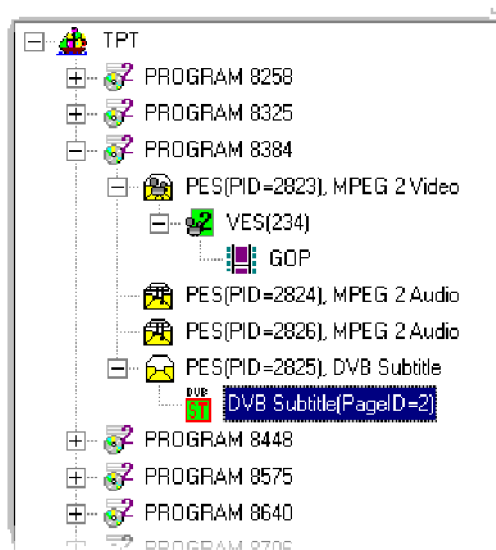 TPT
PROGRAM 8258
PROGRAM 8325
PROGRAM 8384
PES(PID=2823), MPEG 2 Video
VES(234)
GOP
PES(PID=2824), MPEG 2 Audio
PES(PID=2826), MPEG 2 Audio
PES(PID=2825), DVB Subtitle
DVB ST DVB Subtitle(PageID=2)
PROGRAM 8448
PROGRAM 8575
PROGRAM 8640
PROGRAM 8706